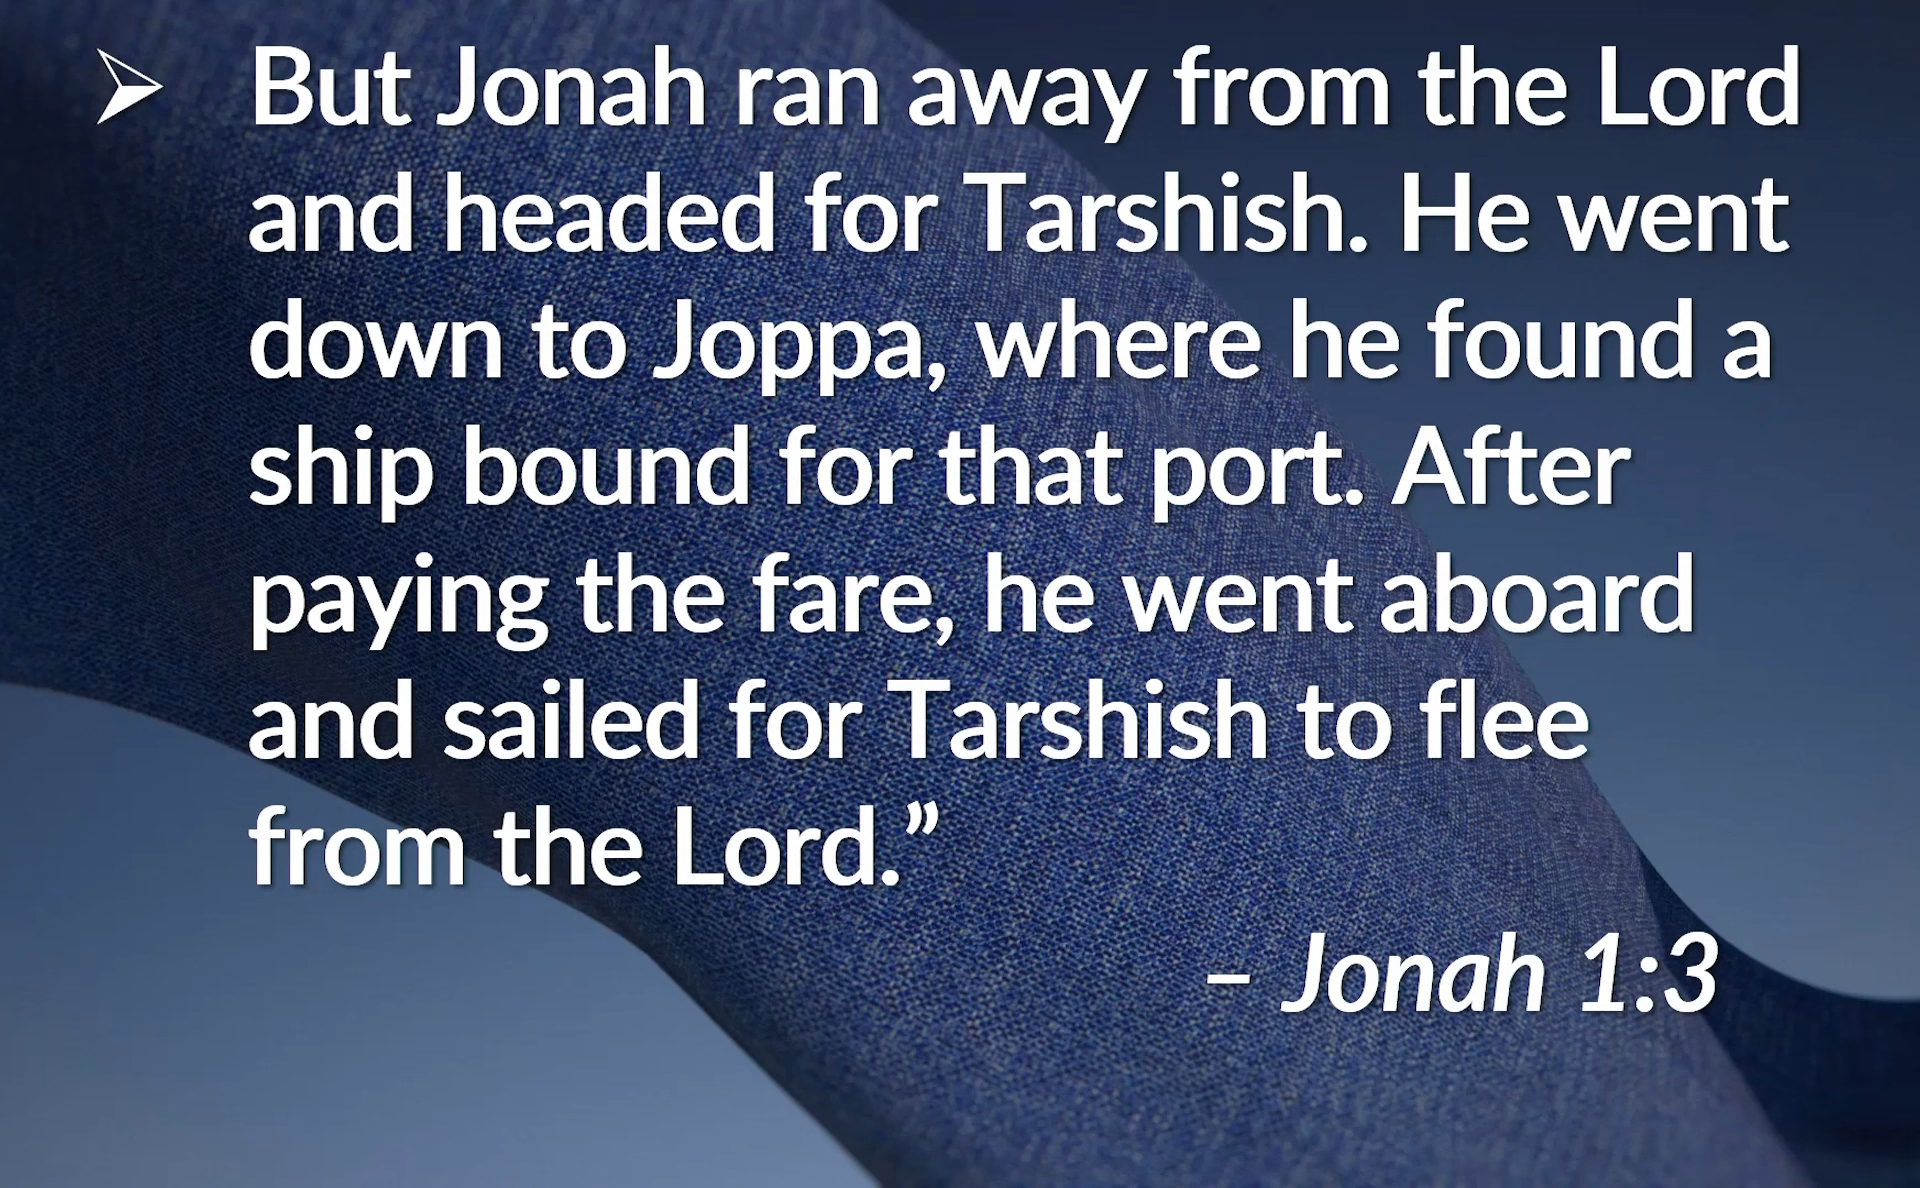 ➢ But Jonah ran away from the Lord
and headed for Tarshish. He went
down to Joppa, where he found a
ship bound for that port. After
paying the fare, he went aboard
and sailed for Tarshish to flee
from the Lord.”
– Jonah 1:3